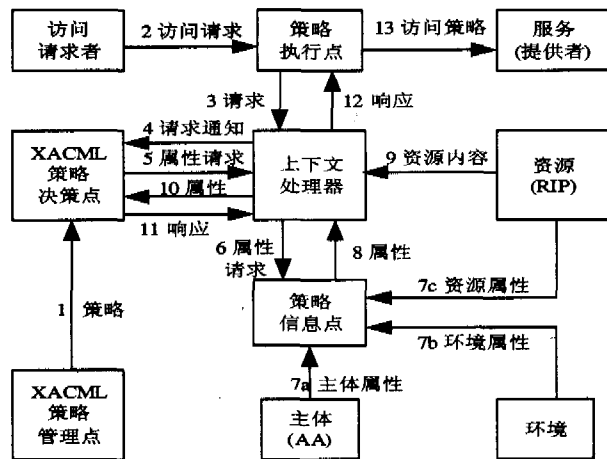 访问
请求者
2 访问请求
策略
执行点
13 访问策略
服务
(提供者)
3 请求
12 响应
4 请求通知
XACML
策略
决策点
5 属性请求
10 属性
11 响应
上下文
处理器
9 资源内容
资源
(RIP)
6 属性
请求
8 属性
7c 资源属性
1 策略
策略
信息点
7b 环境属性
XACML
策略
管理点
7a 主体属性
主体
(AA)
环境